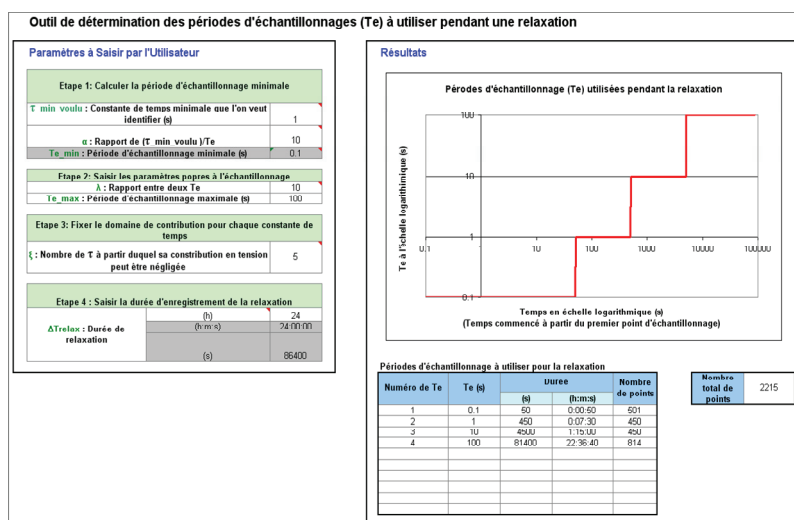 Outil de détermination des périodes d'échantillonnages (Te) à utiliser pendant une relaxation
Paramètres à Saisir par l'Utilisateur
Etape 1: Calculer la période d'échantillonnage minimale
τ_min_voulu : Constante de temps minimale que l'on veut
identifier (s)
1
α : Rapport de (τ_min_voulu )/Te
10
Te_min : Période d'échantillonnage minimale (s)
0.1
Etape 2: Saisir les paramètres popres à l'échantillonnage
λ : Rapport entre deux Te
10
Te_max : Période d'échantillonnage maximale (s)
100
Etape 3: Fixer le domaine de contribution pour chaque constante de
temps
ξ : Nombre de τ à partir duquel sa constribution en tension
peut être négligée
5
Etape 4 : Saisir la durée d'enregistrement de la relaxation
ΔTrelax : Durée de
relaxation
(h)
24
(h:m:s)
24:00:00
(s)
86400
Résultats
Pérodes d'échantillonnage (Te) utilisées pendant la relaxation
Te à l'échelle logarithimique (s)
100
10
1
0.1
0.1 1 10 100 1000 10000 100000
Temps en échelle logarithmique (s)
(Temps commencé à partir du premier point d'échantillonnage)
Périodes d'échantillonnage à utiliser pour la relaxation
Numéro de Te Te (s) Durée Nombre
de points
(s) (h:m:s)
1 0.1 50 0:00:50 501
2 1 450 0:07:30 450
3 10 4500 1:15:00 450
4 100 81400 22:36:40 814
Nombre
total de
points
2215